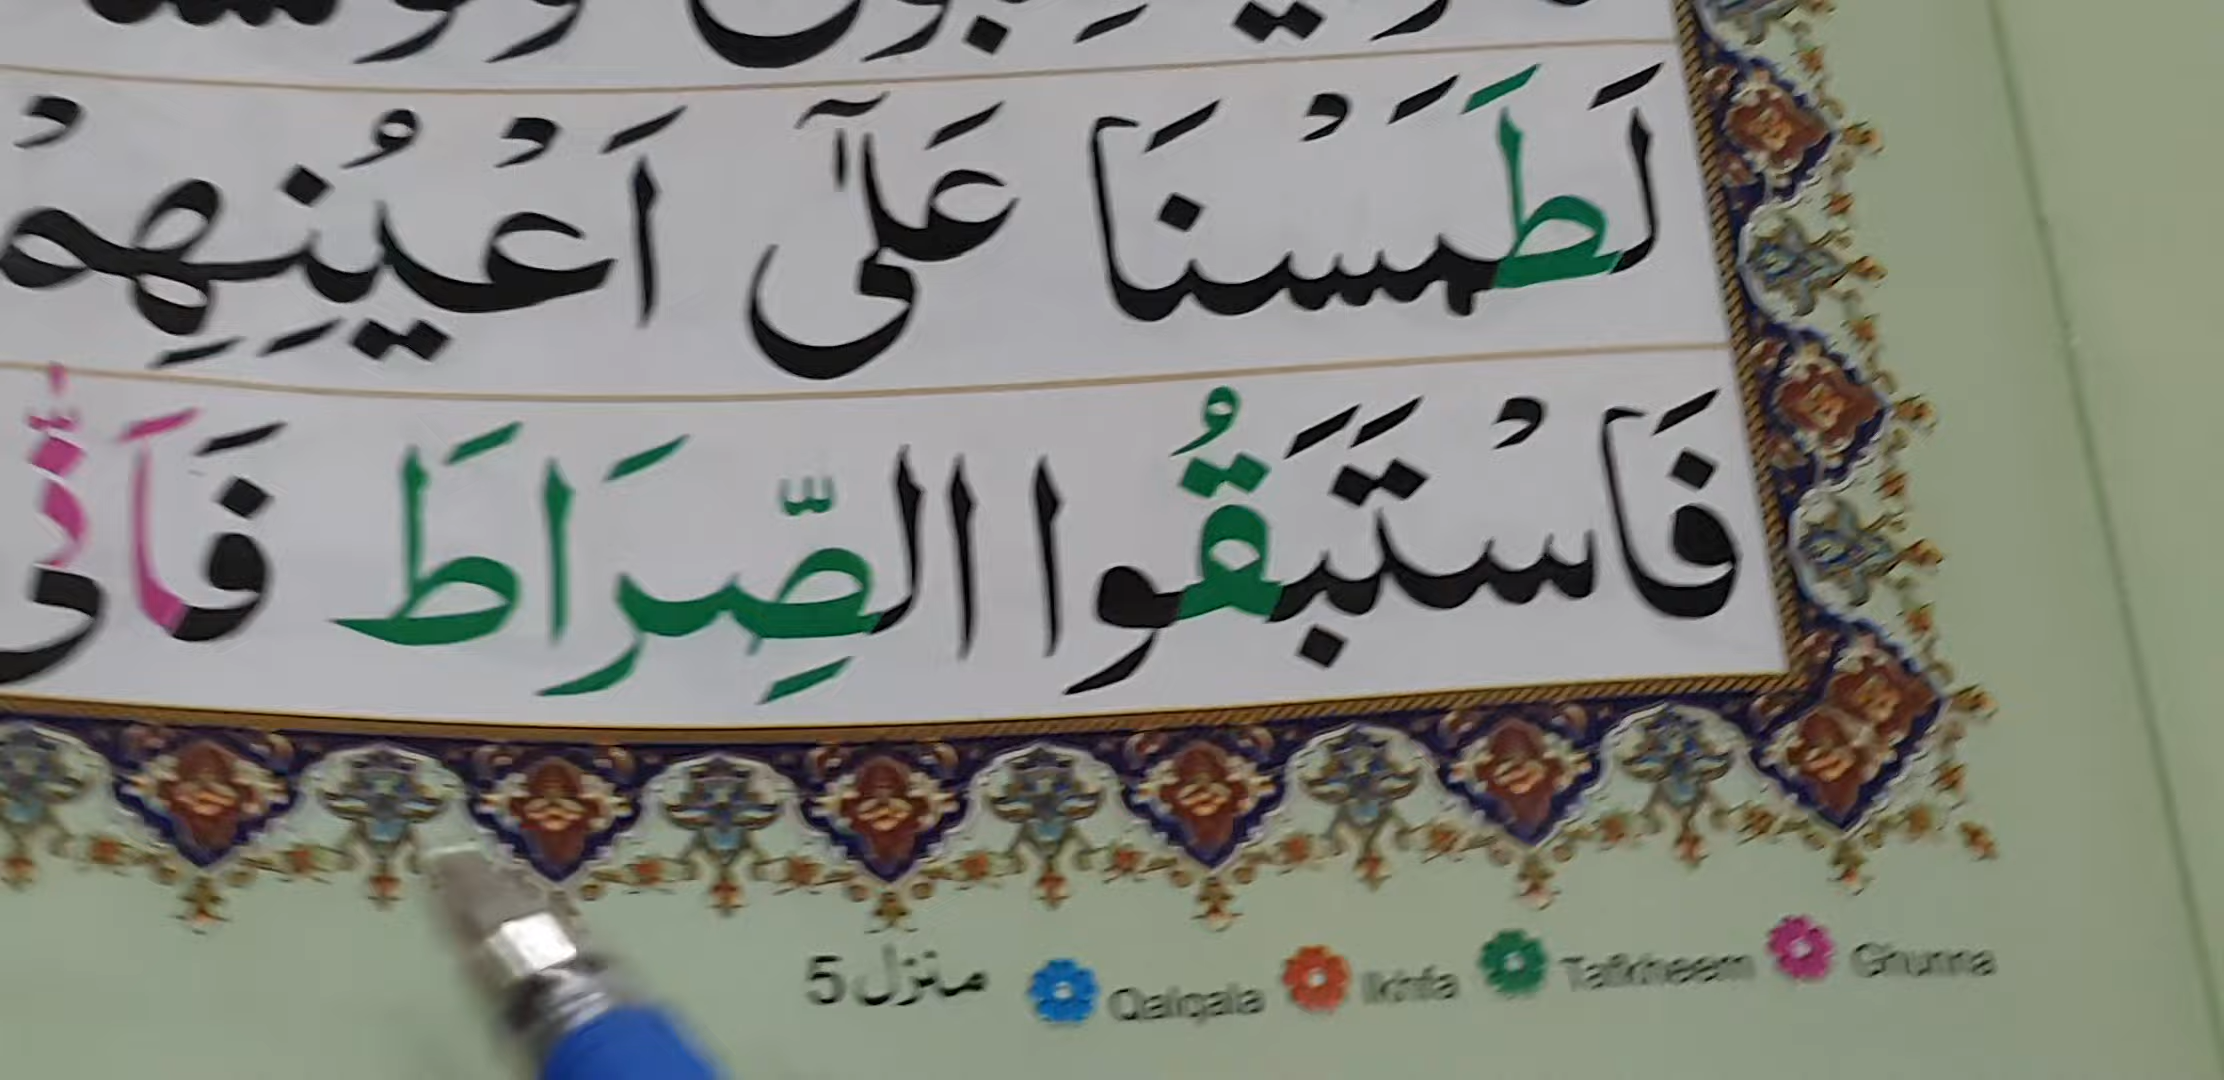 لَطَمَسْنَا عَلٰٓى اَعْيُنِهِمْ
فَاسْتَبَقُوا الصِّرَاطَ فَاَنّٰى
منزل 5 Qalqala Ikhfa Tafkheem Ghunna